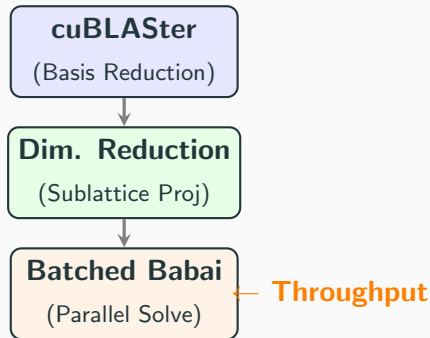 cuBLASter
(Basis Reduction)
Dim. Reduction
(Sublattice Proj)
Batched Babai
(Parallel Solve)
← Throughput